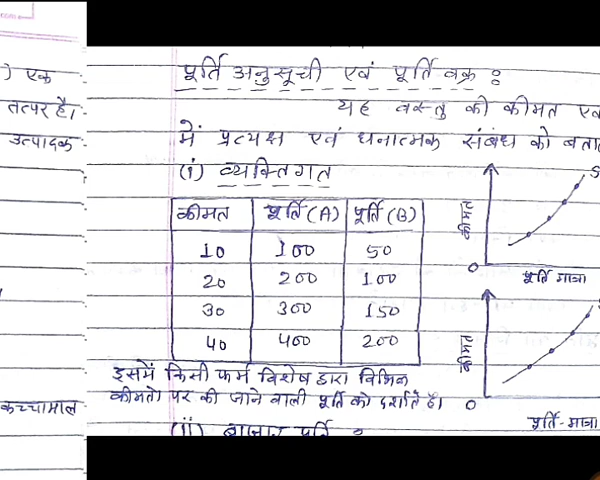 ) एक
तत्पर है।
उत्पादक
कच्चामाल
पूर्ति अनुसूची एवं पूर्ति वक्र :
यह वस्तु की कीमत एवं
में प्रत्यक्ष एवं धनात्मक संबंध को बता
(i) व्यक्तिगत
कीमत पूर्ति (A) पूर्ति (B)
10 100 50
20 200 100
30 300 150
40 400 200
इसमें किसी फर्म विशेष द्वारा विभिन्न
कीमतो पर की जाने वाली पूर्ति को दर्शाते है।
(ii) बाजार पूर्ति :
S
कीमत
0
पूर्ति मात्रा
कीमत
0
पूर्ति-मात्रा